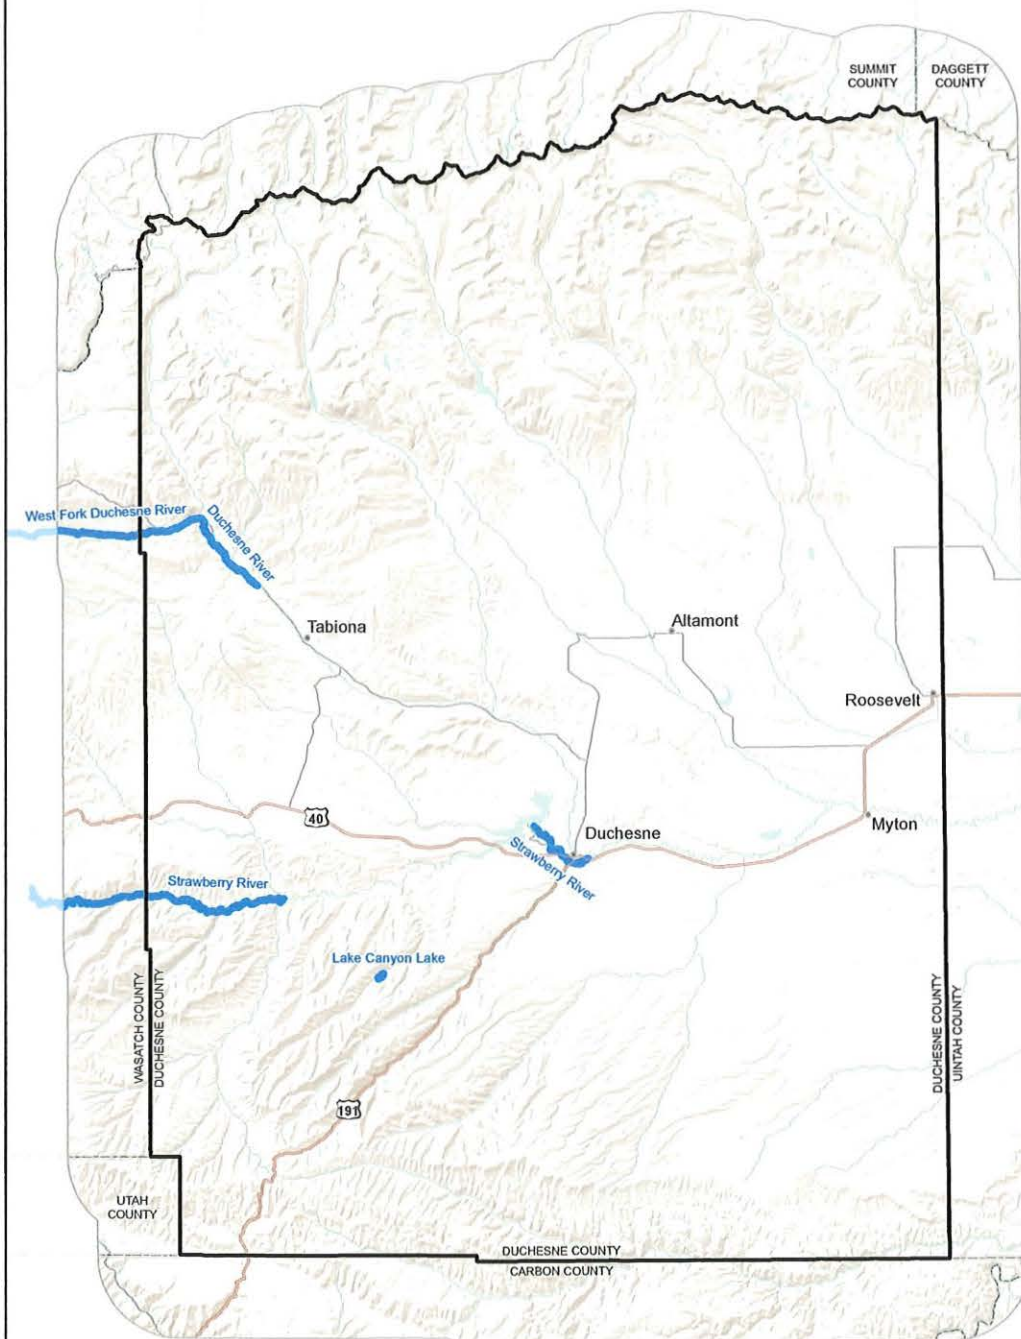 SUMMIT
COUNTY
DAGGETT
COUNTY
West Fork Duchesne River
Duchesne River
Tabiona
Altamont
Roosevelt
40
Duchesne
Myton
Strawberry River
Strawberry River
Lake Canyon Lake
WASATCH COUNTY
DUCHESNE COUNTY
DUCHESNE COUNTY
UINTAH COUNTY
191
UTAH
COUNTY
DUCHESNE COUNTY
CARBON COUNTY